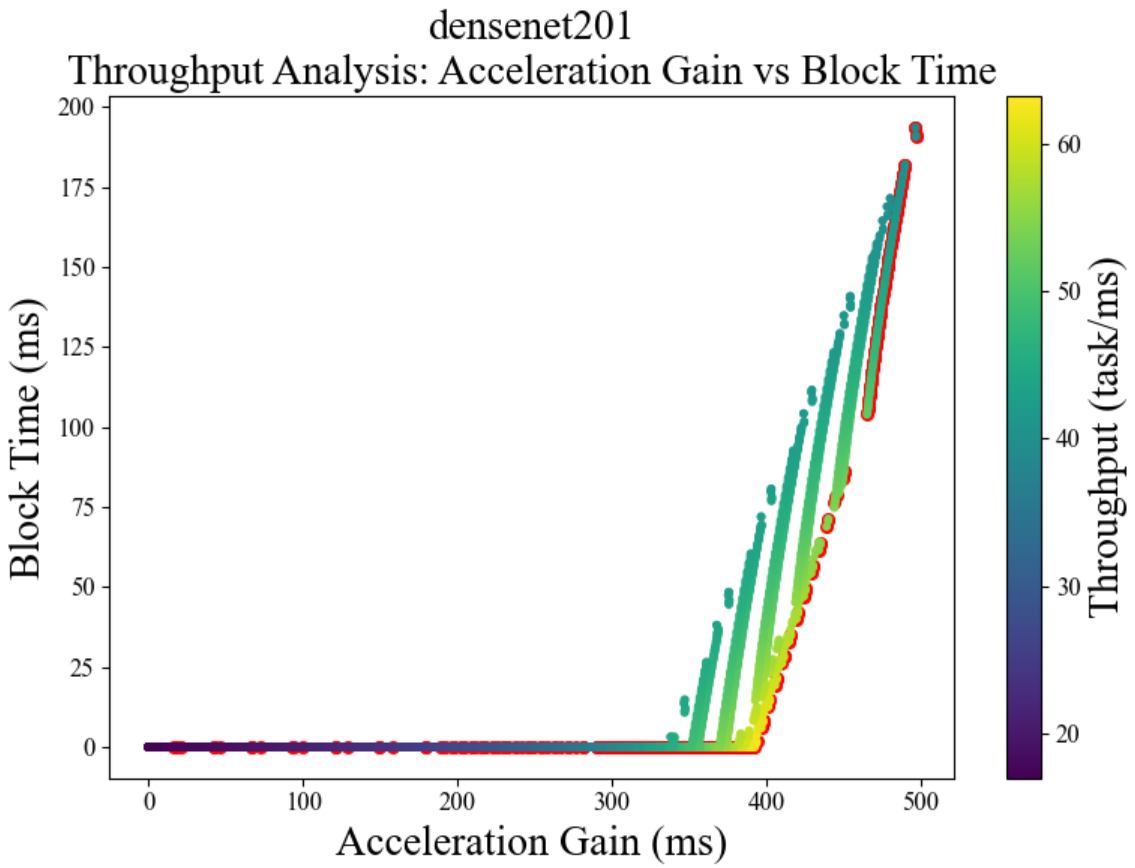 densenet201
Throughput Analysis: Acceleration Gain vs Block Time
200
175
150
125
100
75
50
25
0
Block Time (ms)
0 100 200 300 400 500
Acceleration Gain (ms)
60
50
40
30
20
Throughput (task/ms)